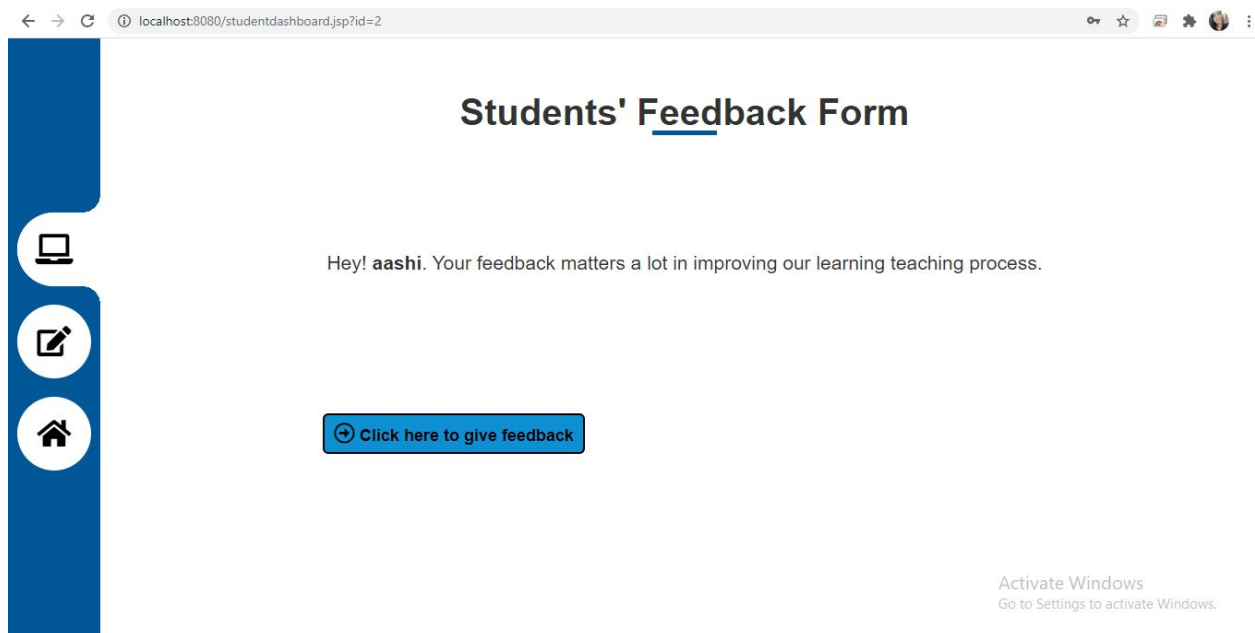 localhost:8080/studentdashboard.jsp?id=2
Students' Feedback Form
Hey! aashi. Your feedback matters a lot in improving our learning teaching process.
Click here to give feedback
Activate Windows
Go to Settings to activate Windows.